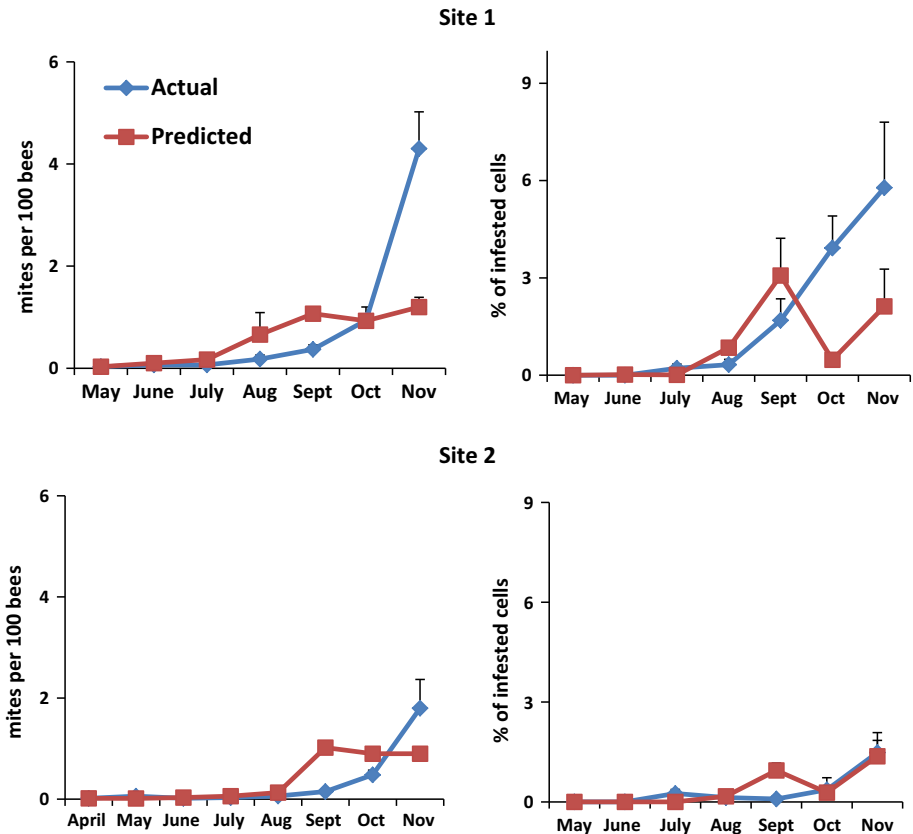 Site 1
mites per 100 bees
6
4
2
0
Actual
Predicted
May June July Aug Sept Oct Nov
% of infested cells
9
6
3
0
May June July Aug Sept Oct Nov
Site 2
mites per 100 bees
6
4
2
0
April May June July Aug Sept Oct Nov
% of infested cells
9
6
3
0
May June July Aug Sept Oct Nov